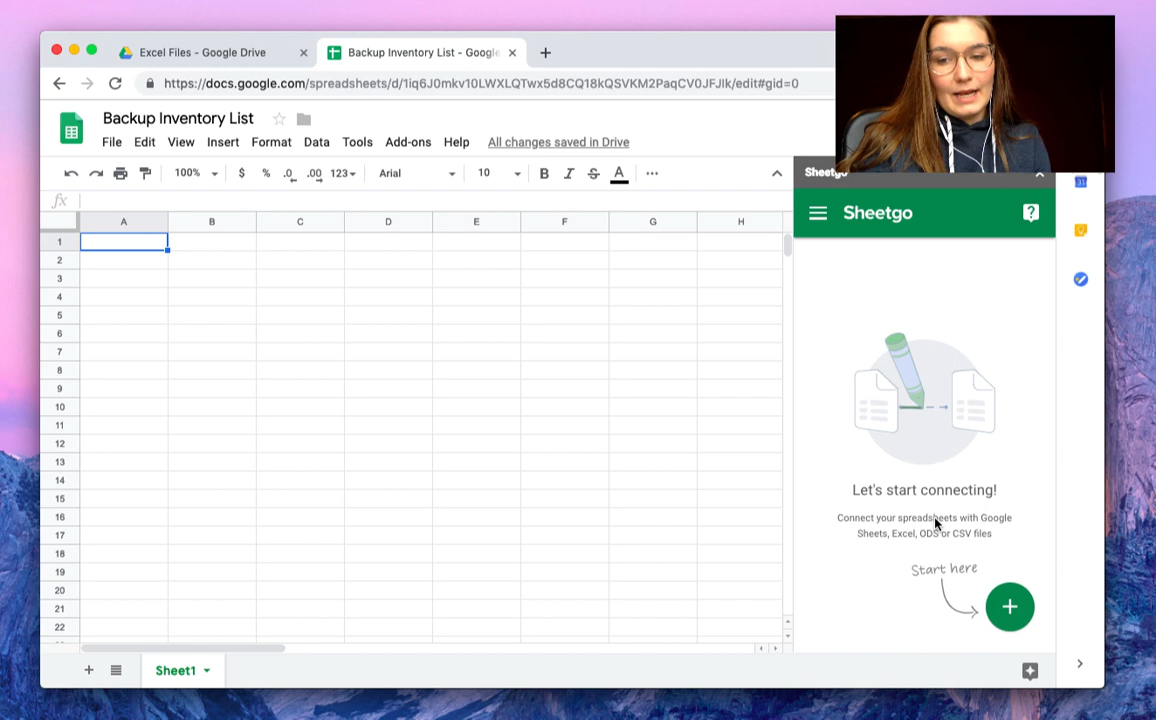 Excel Files - Google Drive
Backup Inventory List - Google
https://docs.google.com/spreadsheets/d/1iq6J0mkv10LWXLQTwx5d8CQ18kQSVKM2PaqCV0JFJlk/edit#gid=0
Backup Inventory List
File Edit View Insert Format Data Tools Add-ons Help All changes saved in Drive
100% $ % .0 .00 123 Arial 10 B I S A
Sheetgo
fx
Sheetgo
A B C D E F G H
1
2
3
4
5
6
7
8
9
10
11
12
13
14
15
16
17
18
19
20
21
22
31
Let's start connecting!
Connect your spreadsheets with Google
Sheets, Excel, ODS or CSV files
Start here
+
Sheet1